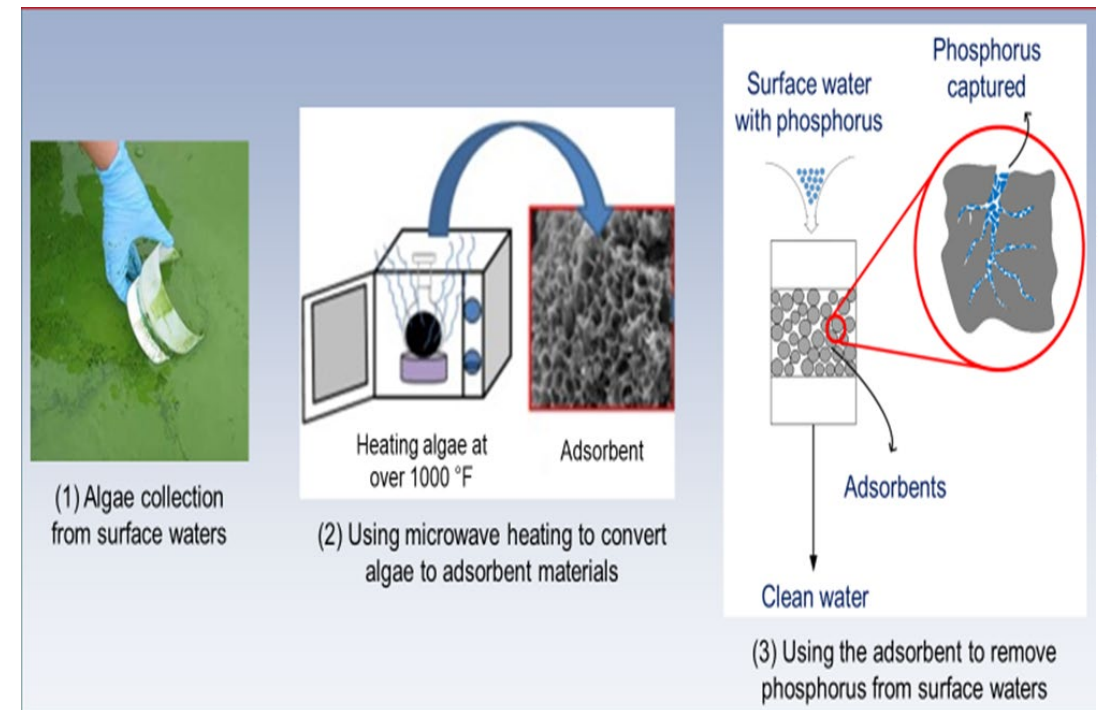 (1) Algae collection
from surface waters
Heating algae at
over 1000 °F
Adsorbent
(2) Using microwave heating to convert
algae to adsorbent materials
Surface water
with phosphorus
Phosphorus
captured
Adsorbents
Clean water
(3) Using the adsorbent to remove
phosphorus from surface waters